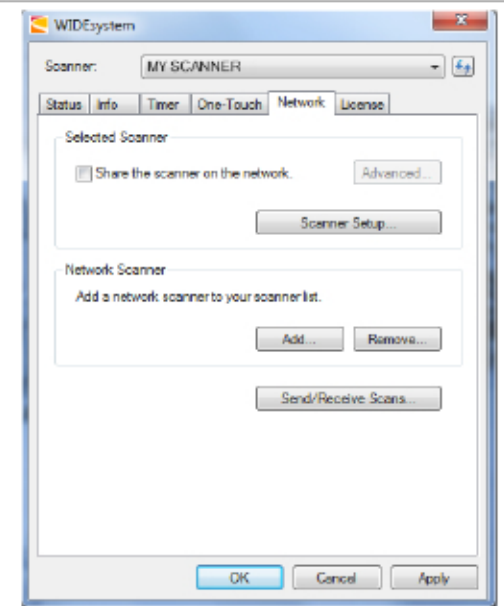 WIDEsystem
Scanner: MY SCANNER
Status Info Timer One-Touch Network License
Selected Scanner
Share the scanner on the network. Advanced...
Scanner Setup...
Network Scanner
Add a network scanner to your scanner list.
Add... Remove...
Send/Receive Scans...
OK Cancel Apply